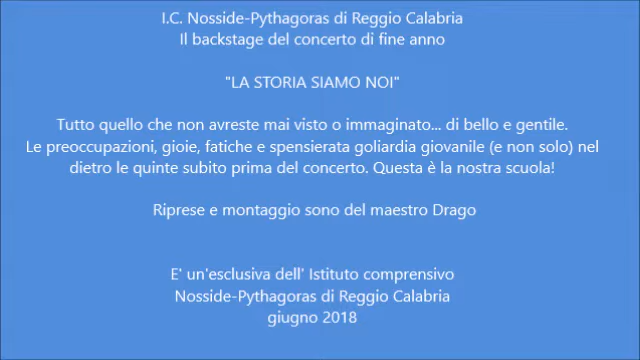 I.C. Nosside-Pythagoras di Reggio Calabria
Il backstage del concerto di fine anno
"LA STORIA SIAMO NOI"
Tutto quello che non avreste mai visto o immaginato... di bello e gentile.
Le preoccupazioni, gioie, fatiche e spensierata goliardia giovanile (e non solo) nel
dietro le quinte subito prima del concerto. Questa è la nostra scuola!
Riprese e montaggio sono del maestro Drago
E' un'esclusiva dell' Istituto comprensivo
Nosside-Pythagoras di Reggio Calabria
giugno 2018